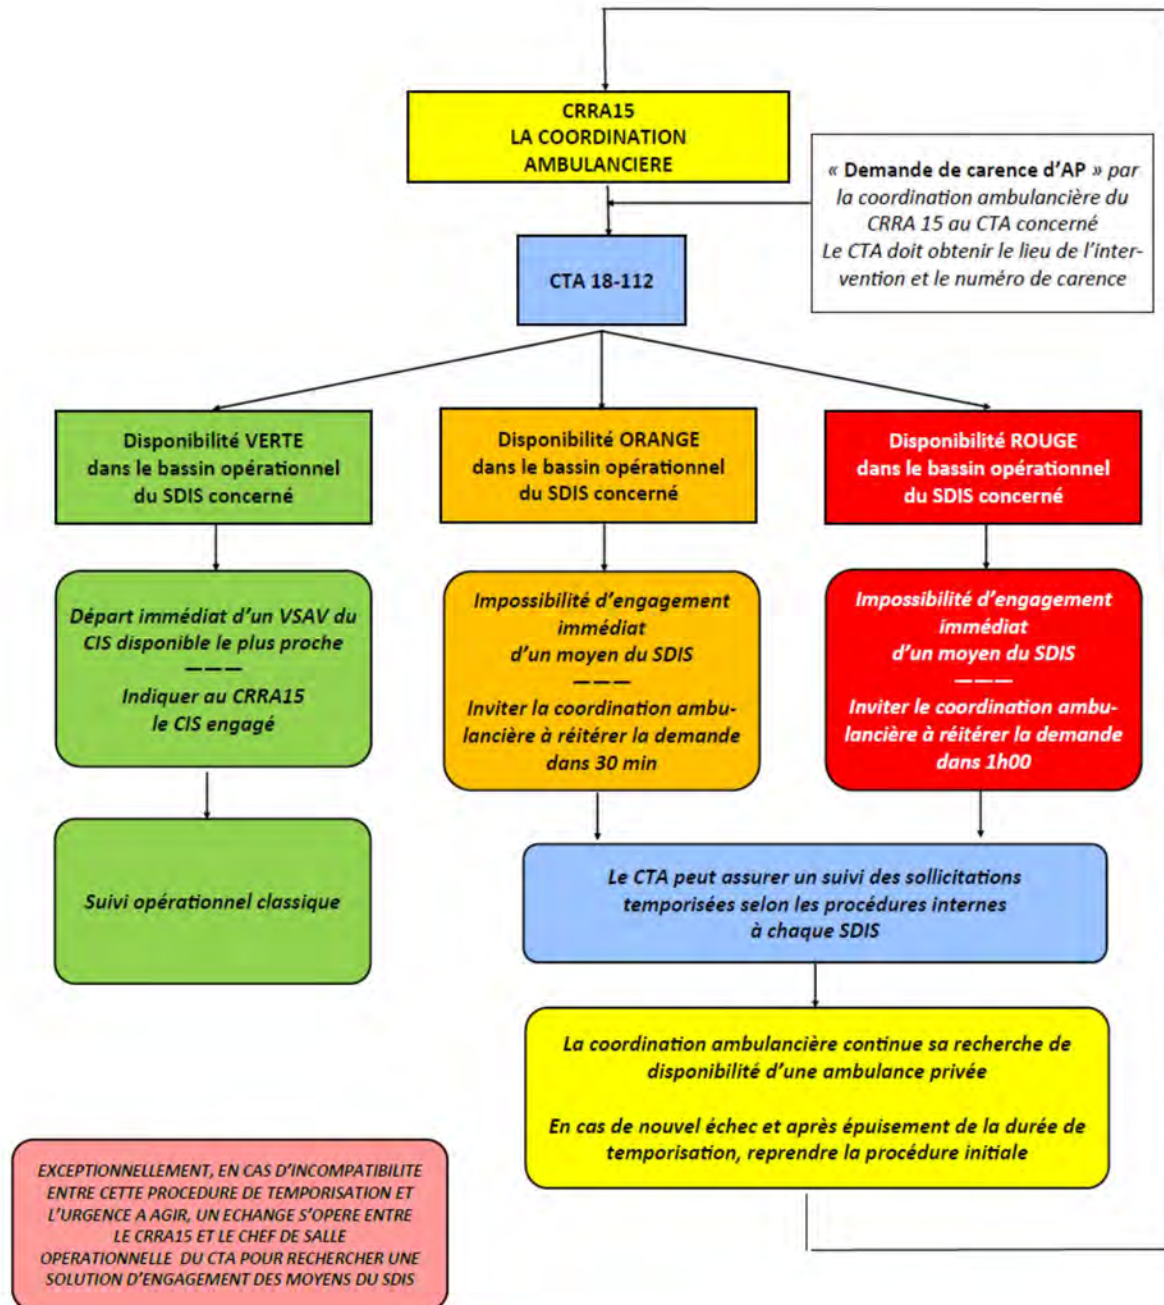 CRRA15
LA COORDINATION
AMBULANCIERE
« Demande de carence d’AP » par
la coordination ambulancière du
CRRA 15 au CTA concerné
Le CTA doit obtenir le lieu de l’inter-
vention et le numéro de carence
CTA 18-112
Disponibilité VERTE
dans le bassin opérationnel
du SDIS concerné
Disponibilité ORANGE
dans le bassin opérationnel
du SDIS concerné
Disponibilité ROUGE
dans le bassin opérationnel
du SDIS concerné
Départ immédiat d’un VSAV du
CIS disponible le plus proche
———
Indiquer au CRRA15
le CIS engagé
Impossibilité d’engagement
immédiat
d’un moyen du SDIS
———
Inviter la coordination ambu-
lancière à réitérer la demande
dans 30 min
Impossibilité d’engagement
immédiat
d’un moyen du SDIS
———
Inviter le coordination ambu-
lancière à réitérer la demande
dans 1h00
Suivi opérationnel classique
Le CTA peut assurer un suivi des sollicitations
temporisées selon les procédures internes
à chaque SDIS
La coordination ambulancière continue sa recherche de
disponibilité d’une ambulance privée
En cas de nouvel échec et après épuisement de la durée de
temporisation, reprendre la procédure initiale
EXCEPTIONNELLEMENT, EN CAS D’INCOMPATIBILITE
ENTRE CETTE PROCEDURE DE TEMPORISATION ET
L’URGENCE A AGIR, UN ECHANGE S’OPERE ENTRE
LE CRRA15 ET LE CHEF DE SALLE
OPERATIONNELLE DU CTA POUR RECHERCHER UNE
SOLUTION D’ENGAGEMENT DES MOYENS DU SDIS